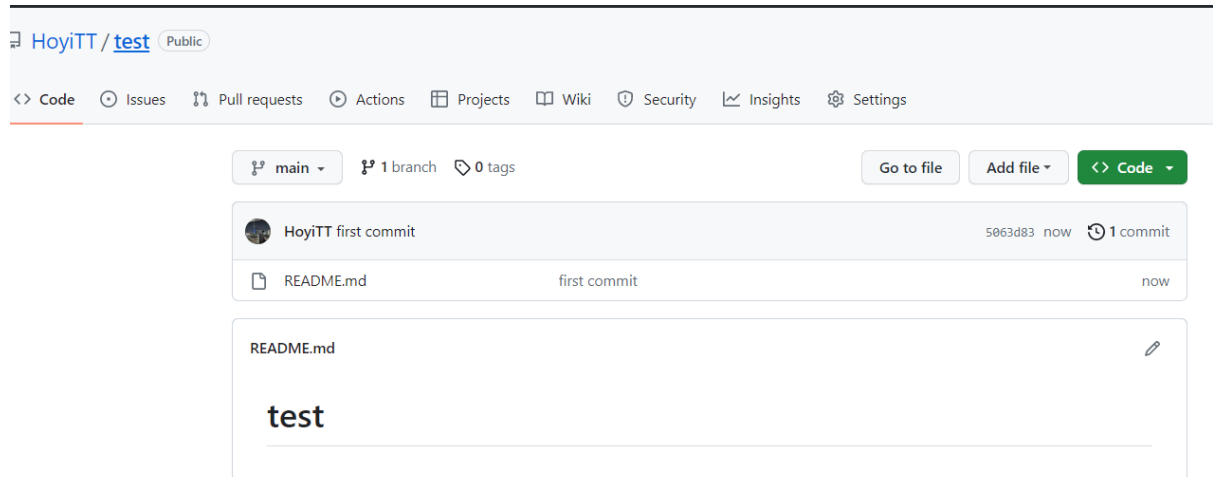 HoyiTT / test Public
Code Issues Pull requests Actions Projects Wiki Security Insights Settings
main 1 branch 0 tags Go to file Add file Code
HoyiTT first commit 5063d83 now 1 commit
README.md first commit now
README.md
test